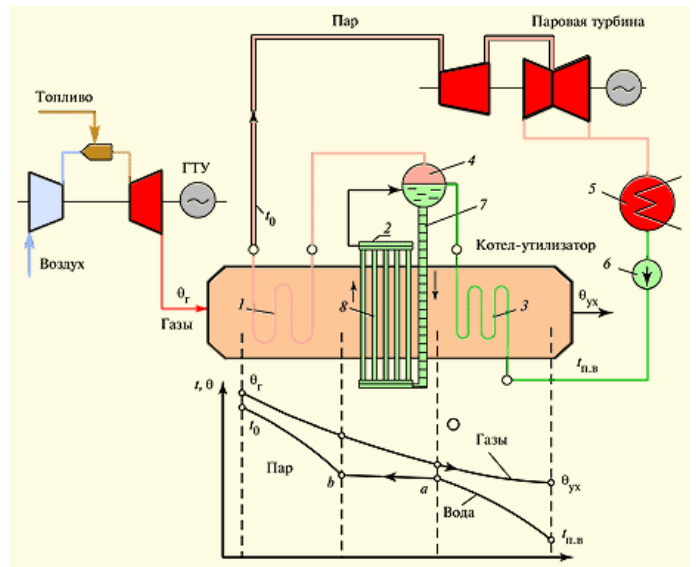 Пар
Паровая турбина
Топливо
ГТУ
Воздух
4
5
t₀
2
7
Котел-утилизатор
6
θг
Газы
1
8
3
θух
tп.в
t, θ
θг
t₀
Газы
Пар
b
a
θух
Вода
tп.в